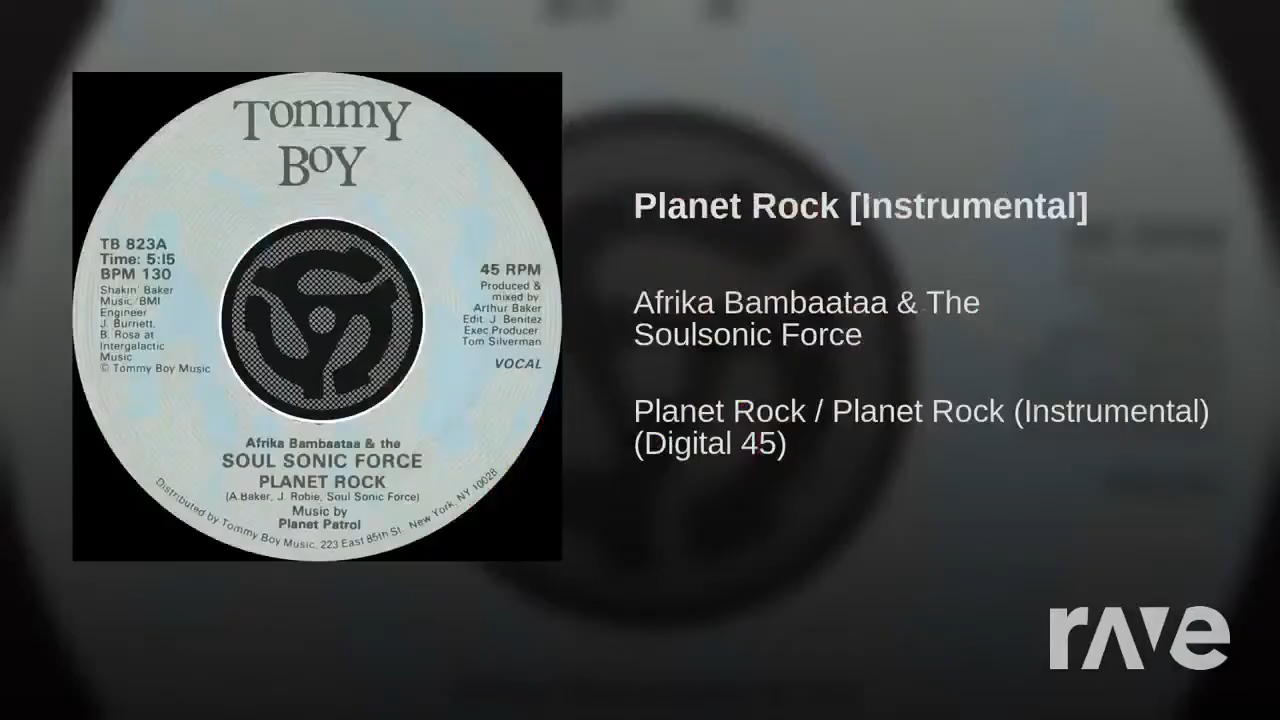 Tommy
Boy
TB 823A
Time: 5:15
BPM 130
Shakin' Baker
Music/BMI
Engineer
J. Burnett,
B. Rosa at
Intergalactic
Music
© Tommy Boy Music
45 RPM
Produced &
mixed by
Arthur Baker
Edit: J. Benitez
Exec Producer:
Tom Silverman
VOCAL
Afrika Bambaataa & the
SOUL SONIC FORCE
PLANET ROCK
(A.Baker, J. Robie, Soul Sonic Force)
Music by
Planet Patrol
Distributed by Tommy Boy Music, 223 East 85th St. New York, NY 10028
Planet Rock [Instrumental]
Afrika Bambaataa & The
Soulsonic Force
Planet Rock / Planet Rock (Instrumental)
(Digital 45)
rave